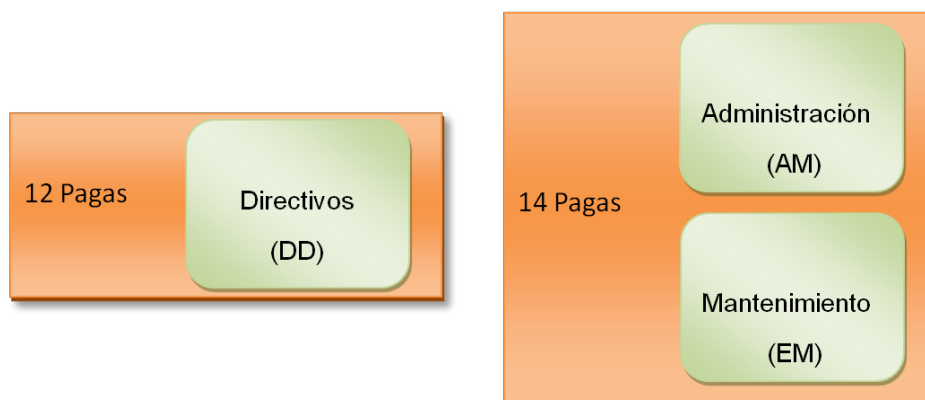 12 Pagas
Directivos
(DD)
14 Pagas
Administración
(AM)
Mantenimiento
(EM)